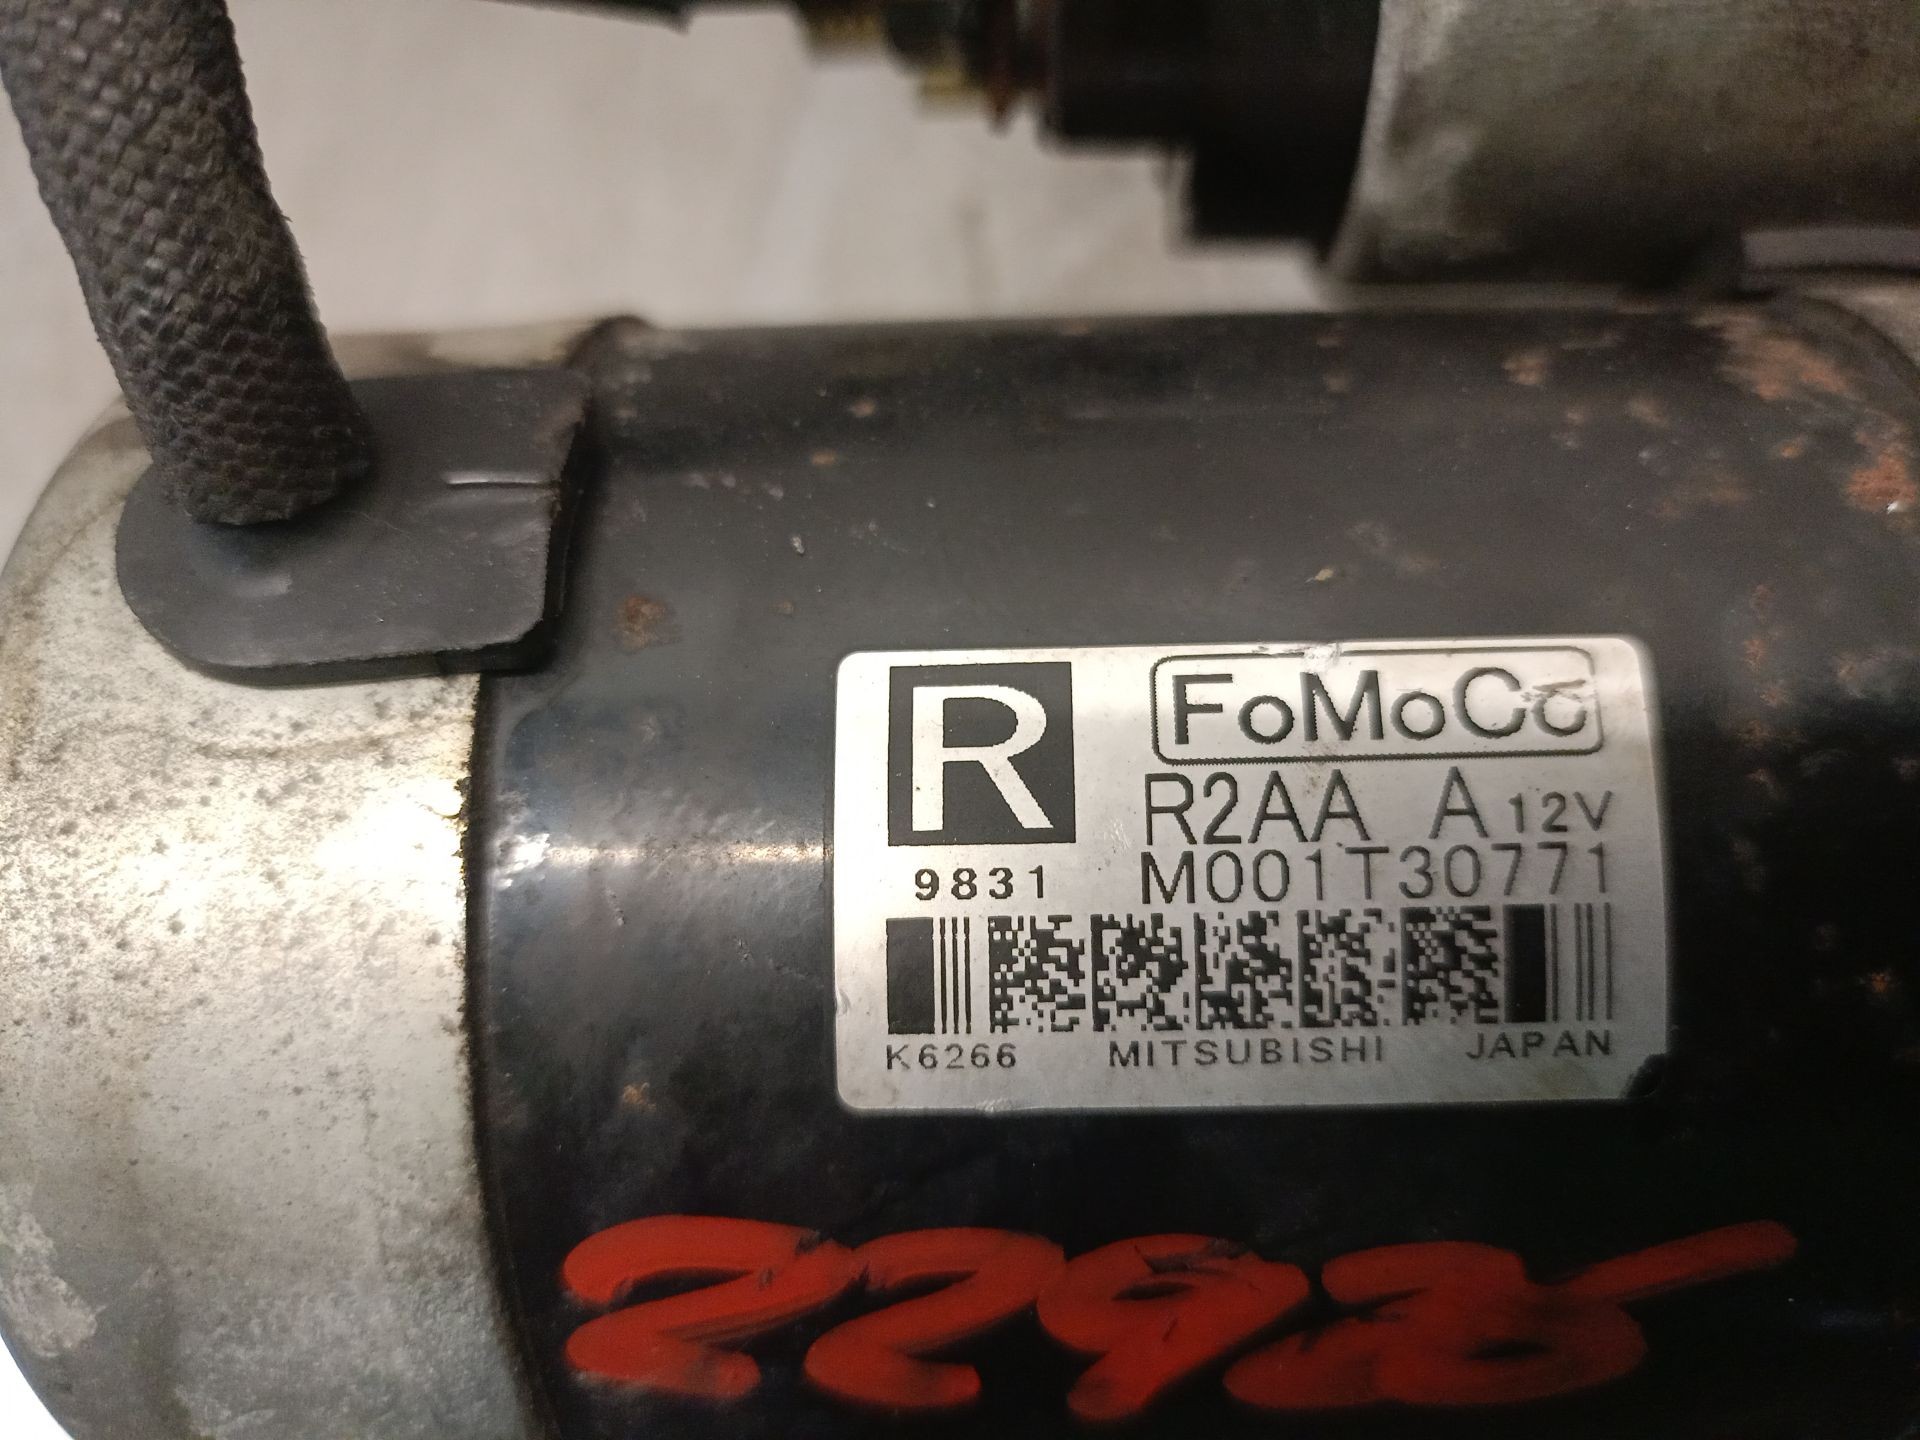 R FoMoCo
R2AA A 12V
9831 M001T30771
K6266 MITSUBISHI JAPAN